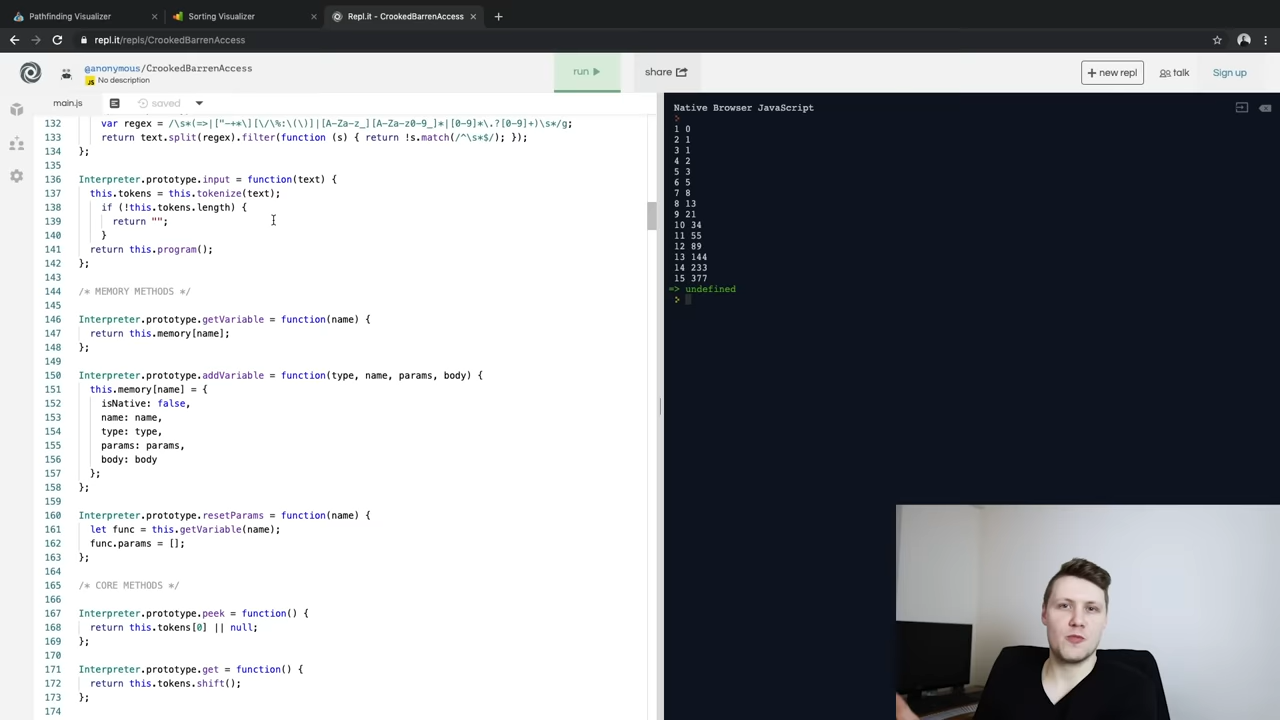 Pathfinding Visualizer
Sorting Visualizer
Repl.it - CrookedBarrenAccess
repl.it/repls/CrookedBarrenAccess
@anonymous/CrookedBarrenAccess
No description
run
share
+ new repl
talk
Sign up
main.js
saved
Native Browser JavaScript
132 var regex = /\s*(=>|["-+*\][\/\%:\(\)]|[A-Za-z_][A-Za-z0-9_]*|[0-9]*\.?[0-9]+)\s*/g;
133 return text.split(regex).filter(function (s) { return !s.match(/^\s*$/); });
134 };
135
136 Interpreter.prototype.input = function(text) {
137 this.tokens = this.tokenize(text);
138 if (!this.tokens.length) {
139 return "";
140 }
141 return this.program();
142 };
143
144 /* MEMORY METHODS */
145
146 Interpreter.prototype.getVariable = function(name) {
147 return this.memory[name];
148 };
149
150 Interpreter.prototype.addVariable = function(type, name, params, body) {
151 this.memory[name] = {
152 isNative: false,
153 name: name,
154 type: type,
155 params: params,
156 body: body
157 };
158 };
159
160 Interpreter.prototype.resetParams = function(name) {
161 let func = this.getVariable(name);
162 func.params = [];
163 };
164
165 /* CORE METHODS */
166
167 Interpreter.prototype.peek = function() {
168 return this.tokens[0] || null;
169 };
170
171 Interpreter.prototype.get = function() {
172 return this.tokens.shift();
173 };
174
1 0
2 1
3 1
4 2
5 3
6 5
7 8
8 13
9 21
10 34
11 55
12 89
13 144
14 233
15 377
=> undefined